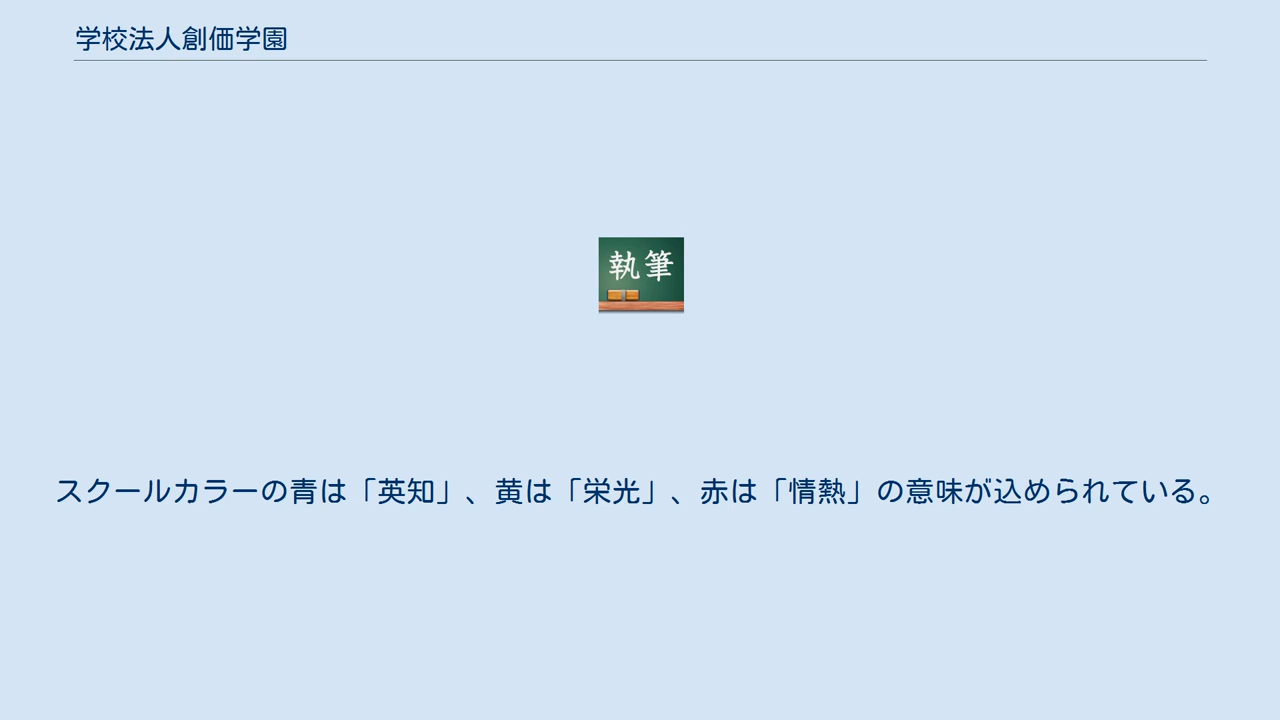 学校法人創価学園
執筆
スクールカラーの青は「英知」、黄は「栄光」、赤は「情熱」の意味が込められている。